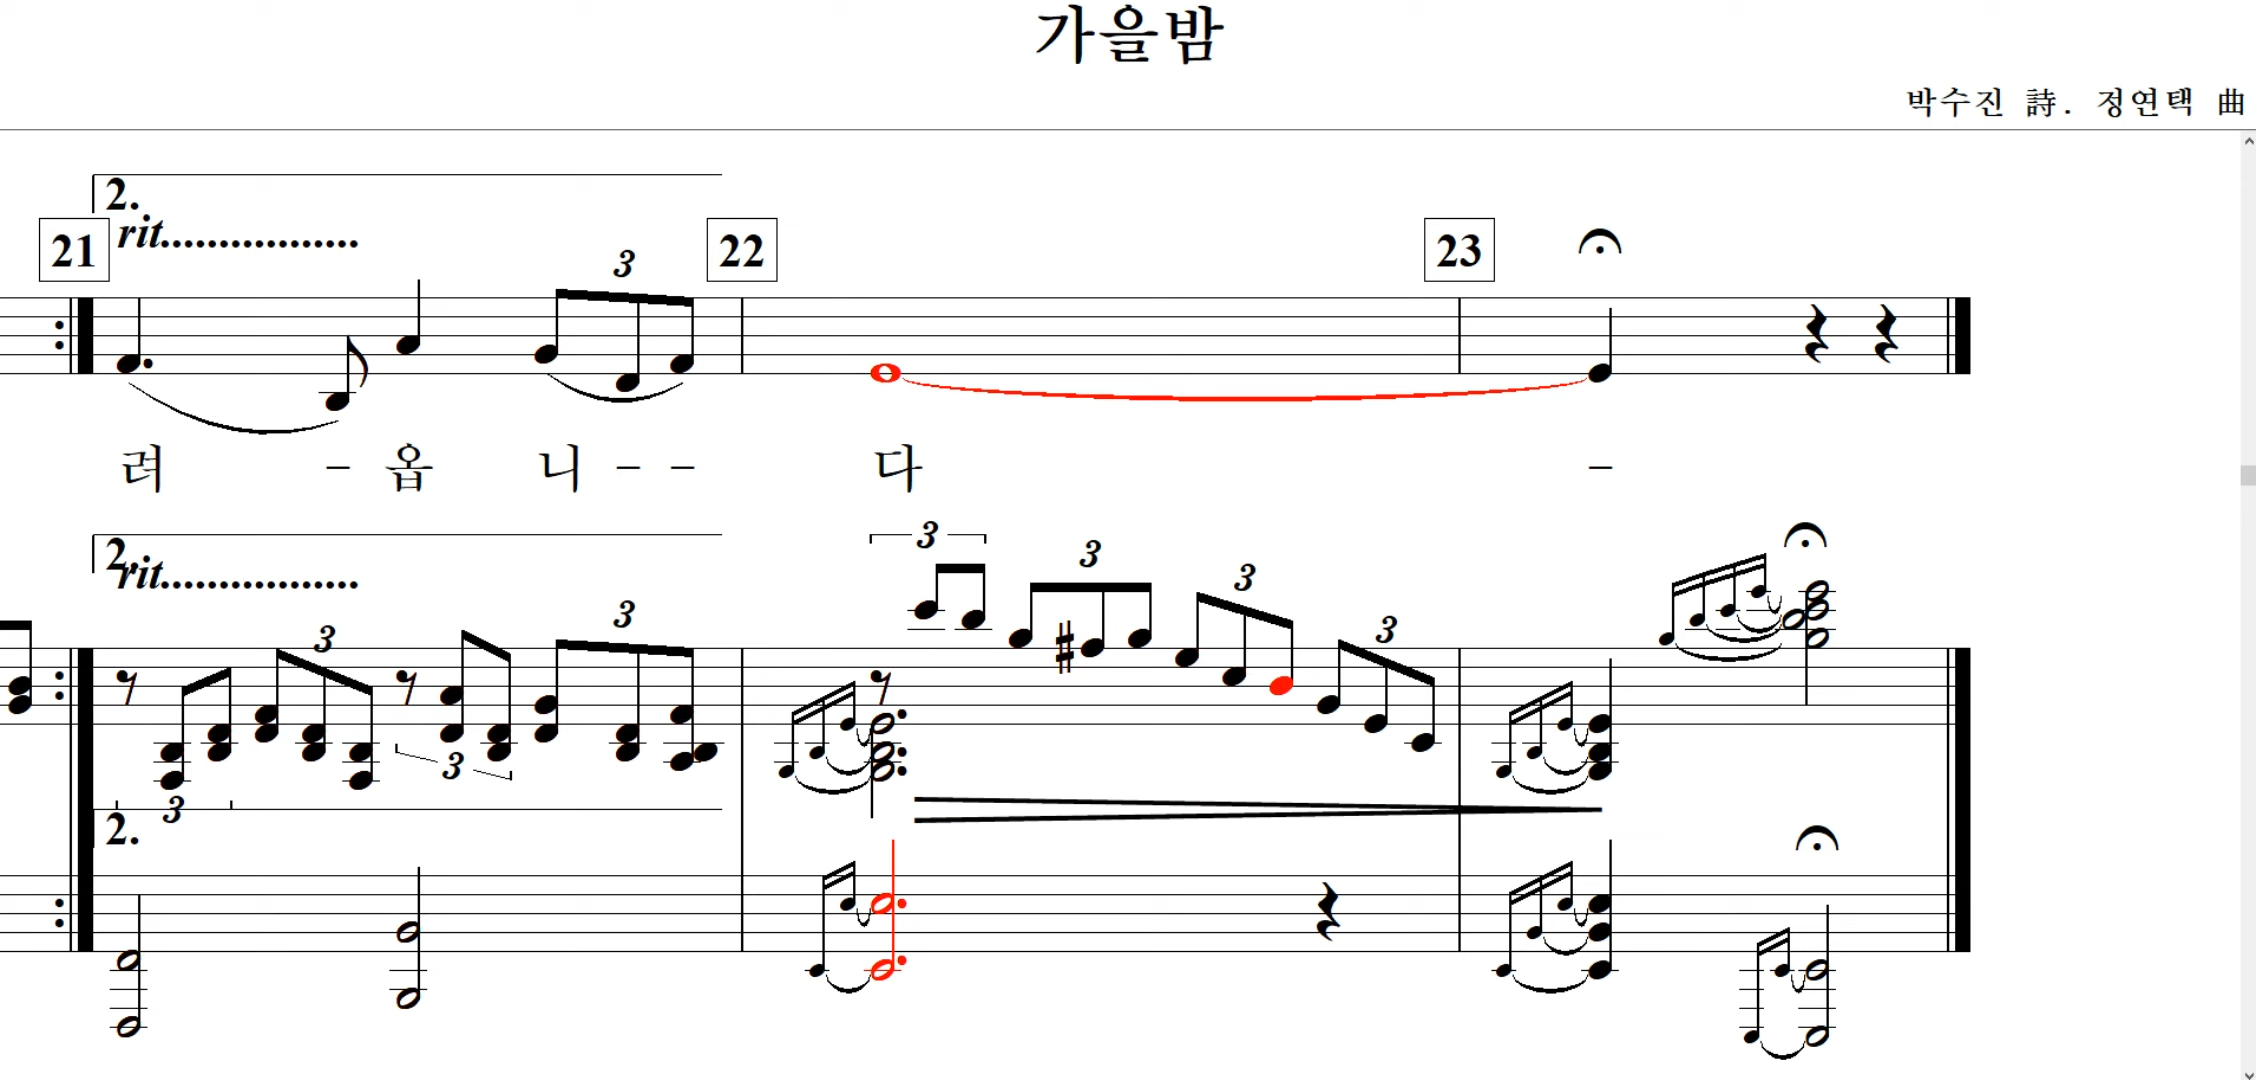 가을밤
박수진 詩. 정연택 曲
2.
21 rit................. 3 22 23
려 - 옵 니 - - 다 -
2. 3 3
rit................. 3 3 3 3
3
3
2.